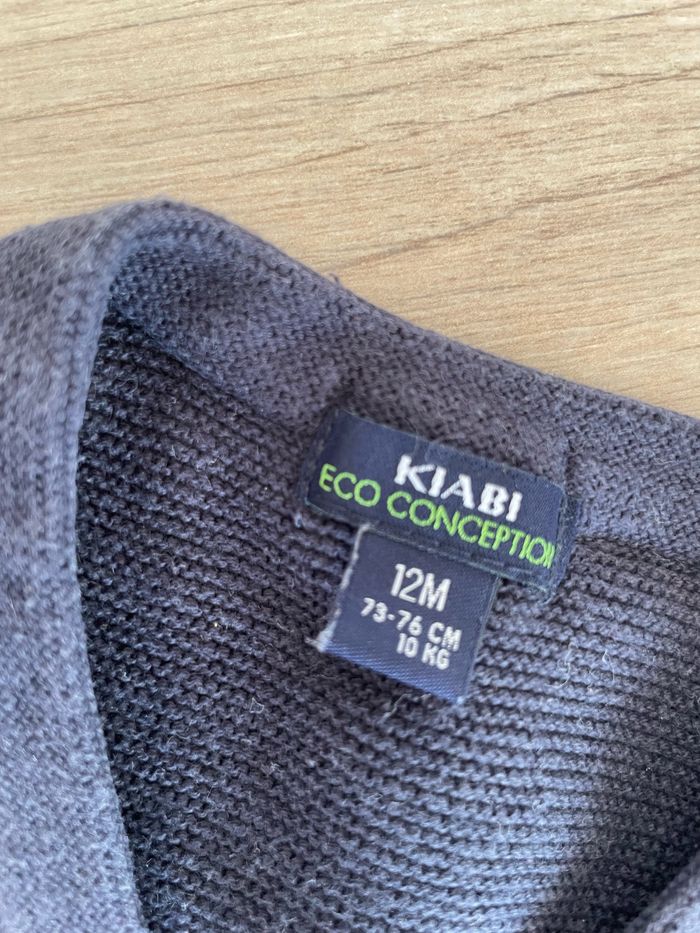 KIABI
ECO CONCEPTION
12M
73-76 CM
10 KG